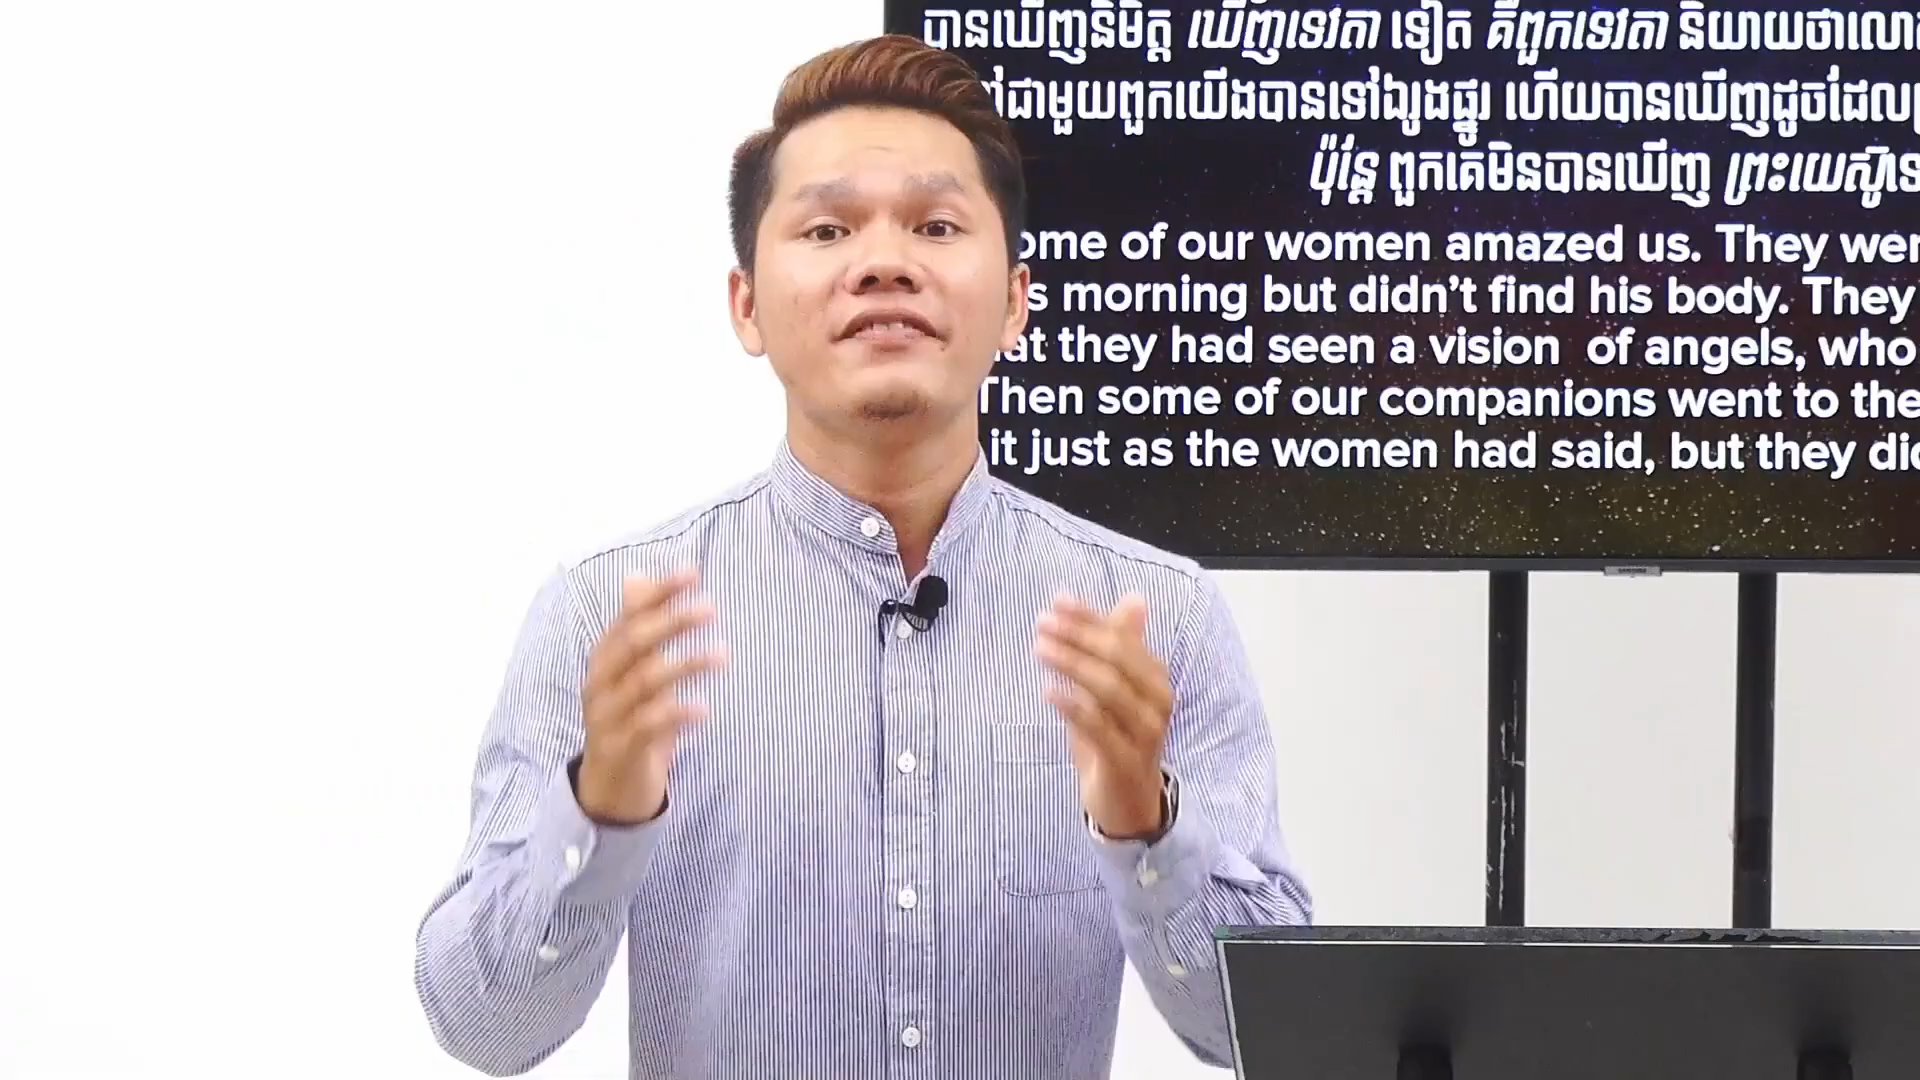 បានឃើញនិមិត្ត ឃើញទេវតា ទៀត គឺពួកទេវតា និយាយថាលោ
ជាមួយពួកយើងបានទៅឯរូងផ្នូរ ហើយបានឃើញដូចដែល
ប៉ុន្តែ ពួកគេមិនបានឃើញ ព្រះយេស៊ូទេ
ome of our women amazed us. They wer
s morning but didn’t find his body. They
at they had seen a vision of angels, who
Then some of our companions went to the
it just as the women had said, but they did
SAMSUNG